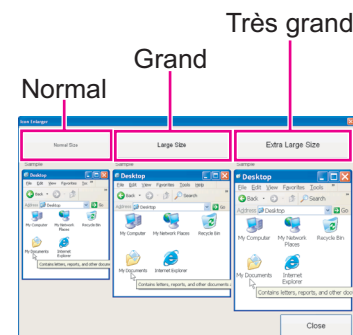 Très grand
Grand
Normal
Icon Enlarger
Normal Size
Large Size
Extra Large Size
Sample
Sample
Sample
Desktop
File Edit View Favorites Tools
Back Search
Address Desktop Go
My Computer My Network Places Recycle Bin
My Documents Internet Explorer
Contains letters, reports, and other docum
Desktop
File Edit View Favorites Tools Help
Back Search
Address Desktop Go
My Computer My Network Places Recycle Bin
My Documents Internet Explorer
Contains letters, reports, and other documents
Desktop
File Edit View Favorites Tools
Back Search
Address Desktop Go
My Computer My Network Places Recycle Bin
My Documents Internet Explorer
Contains letters, reports, and other doc
Close